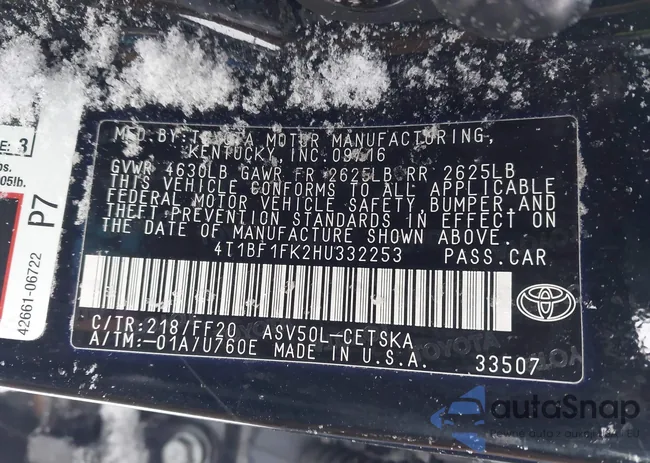 MFD. BY: TOYOTA MOTOR MANUFACTURING,
KENTUCKY, INC. 09/16
GVWR 4630LB GAWR FR 2625LB RR 2625LB
THIS VEHICLE CONFORMS TO ALL APPLICABLE
FEDERAL MOTOR VEHICLE SAFETY, BUMPER AND
THEFT PREVENTION STANDARDS IN EFFECT ON
THE DATE OF MANUFACTURE SHOWN ABOVE.
4T1BF1FK2HU332253 PASS.CAR
C/TR:218/FF20 ASV50L-CETSKA
A/TM:-01A/U760E MADE IN U.S.A. 33507
E: 3
05lb.
P7
42661-06722
autoSnap